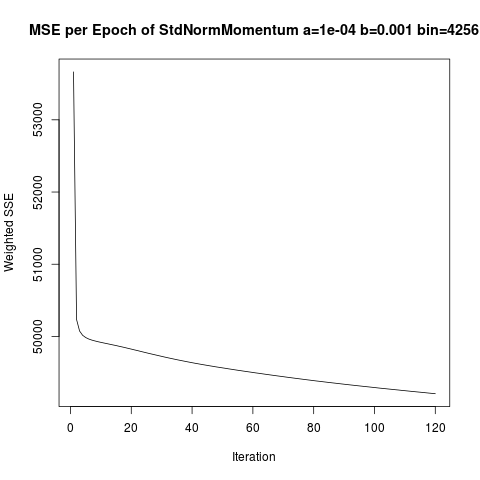 MSE per Epoch of StdNormMomentum a=1e-04 b=0.001 bin=4256
53000
52000
51000
50000
Weighted SSE
0 20 40 60 80 100 120
Iteration